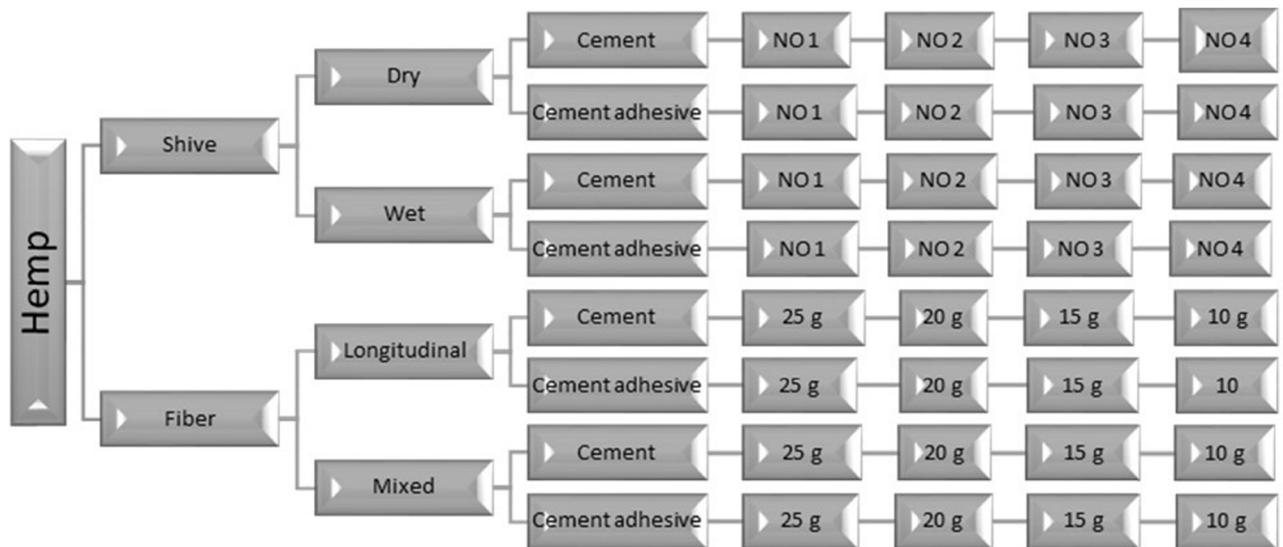 Hemp
Shive
Dry
Cement NO 1 NO 2 NO 3 NO 4
Cement adhesive NO 1 NO 2 NO 3 NO 4
Wet
Cement NO 1 NO 2 NO 3 NO 4
Cement adhesive NO 1 NO 2 NO 3 NO 4
Fiber
Longitudinal
Cement 25 g 20 g 15 g 10 g
Cement adhesive 25 g 20 g 15 g 10
Mixed
Cement 25 g 20 g 15 g 10 g
Cement adhesive 25 g 20 g 15 g 10 g